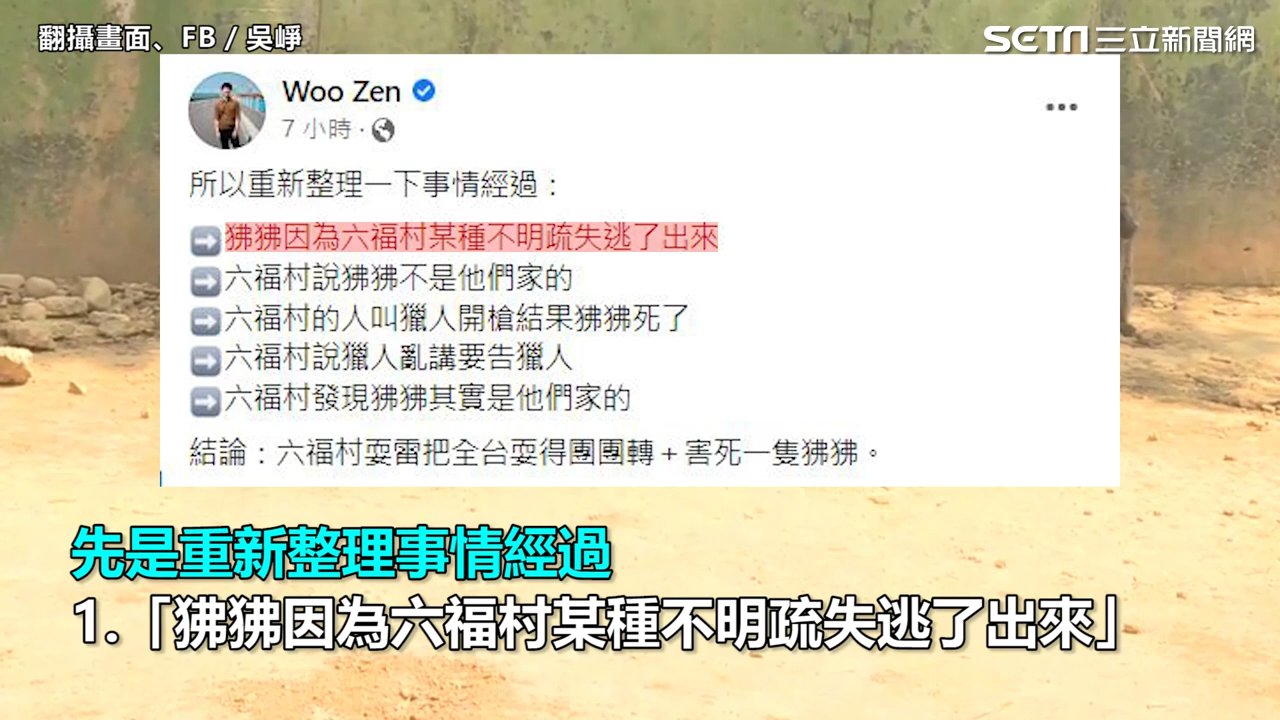 翻攝畫面、FB / 吳崢
SETN三立新聞網
Woo Zen
7 小時 ·
所以重新整理一下事情經過：
➡狒狒因為六福村某種不明疏失逃了出來
➡六福村說狒狒不是他們家的
➡六福村的人叫獵人開槍結果狒狒死了
➡六福村說獵人亂講要告獵人
➡六福村發現狒狒其實是他們家的
結論：六福村耍雷把全台耍得團團轉＋害死一隻狒狒。
先是重新整理事情經過
1.「狒狒因為六福村某種不明疏失逃了出來」